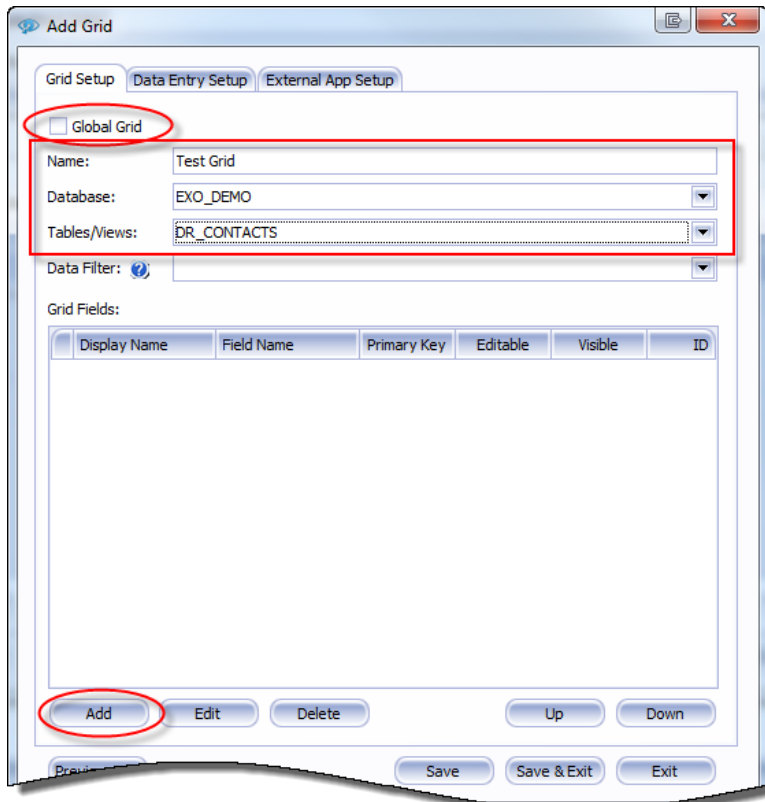 Add Grid
Grid Setup Data Entry Setup External App Setup
Global Grid
Name: Test Grid
Database: EXO_DEMO
Tables/Views: DR_CONTACTS
Data Filter: ?
Grid Fields:
Display Name Field Name Primary Key Editable Visible ID
Add Edit Delete Up Down
Save Save & Exit Exit